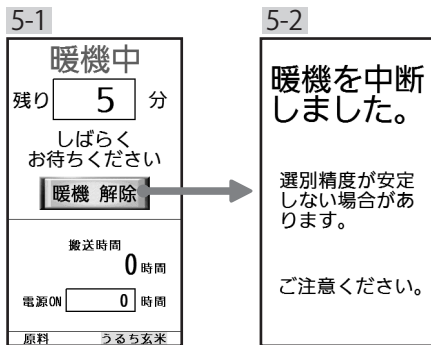 5-1
暖機中
残り 5 分
しばらく
お待ちください
暖機 解除
搬送時間
0 時間
電源ON 0 時間
原料 うるち玄米
5-2
暖機を中断
しました。
選別精度が安定
しない場合があ
ります。
ご注意ください。